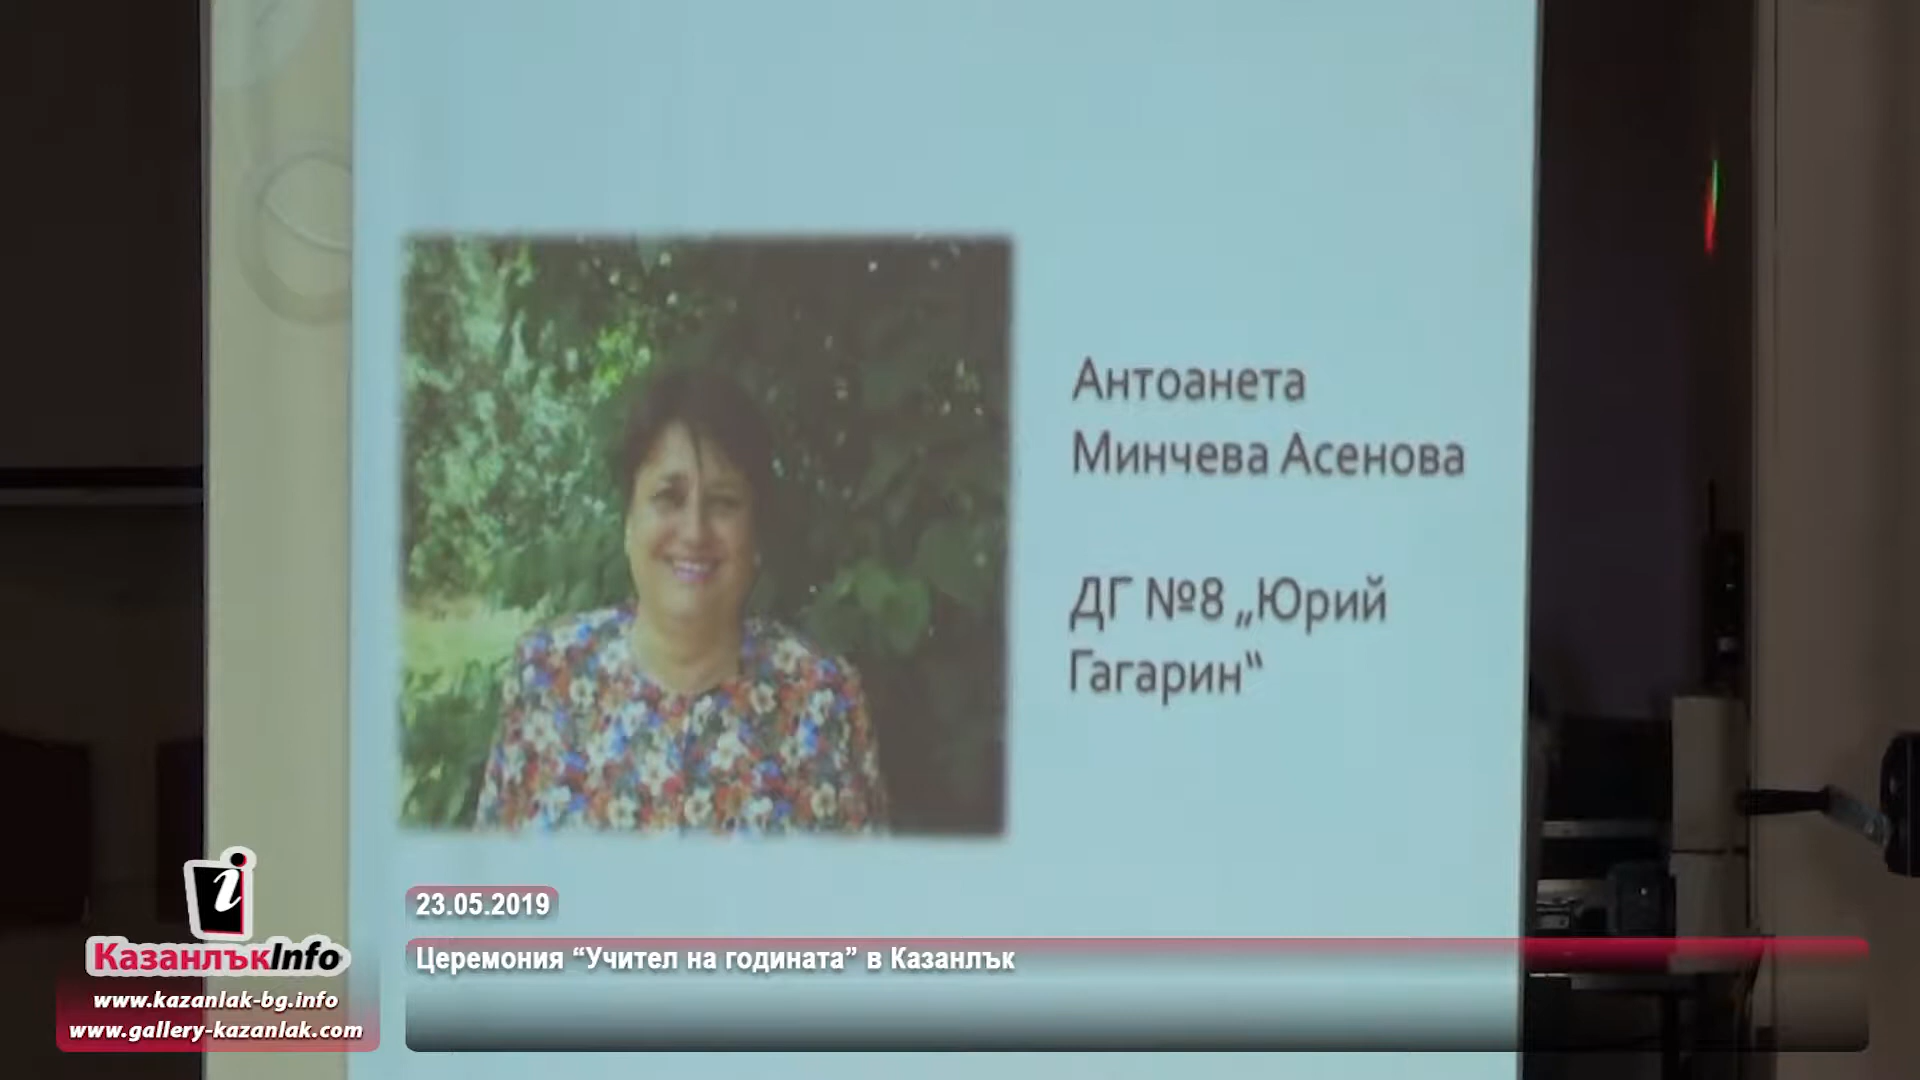 Антоанета
Минчева Асенова
ДГ №8 „Юрий
Гагарин“
23.05.2019
Церемония “Учител на годината” в Казанлък
i
КазанлъкInfo
www.kazanlak-bg.info
www.gallery-kazanlak.com